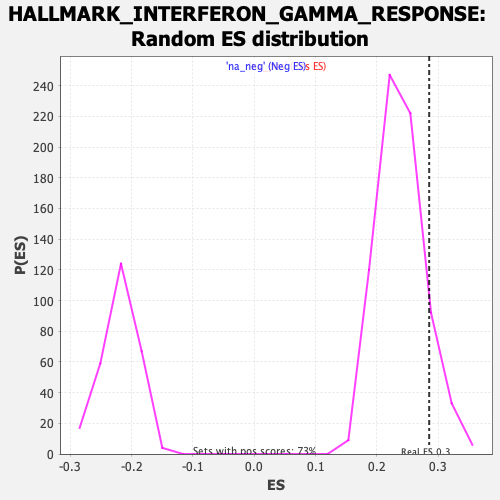 HALLMARK_INTERFERON_GAMMA_RESPONSE:
Random ES distribution
'na_neg' (Neg ES)s ES)
240
220
200
180
160
140
120
100
80
60
40
20
0
P(ES)
Sets with pos scores: 73%
Real ES 0.3
-0.3 -0.2 -0.1 0.0 0.1 0.2 0.3
ES